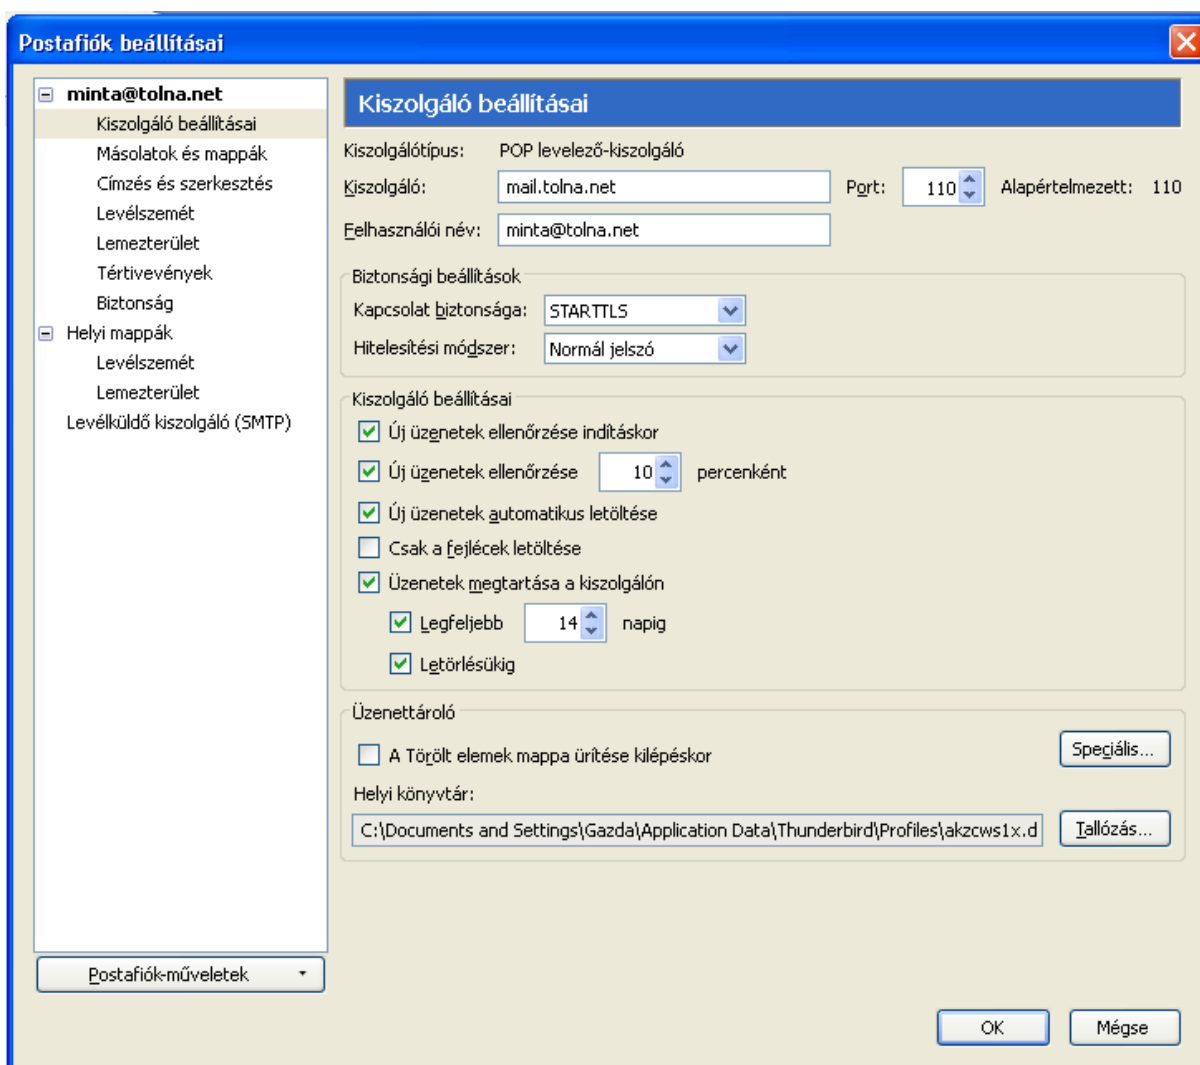 Postafiók beállításai
minta@tolna.net
Kiszolgáló beállításai
Másolatok és mappák
Címzés és szerkesztés
Levélszemét
Lemezterület
Tértivevények
Biztonság
Helyi mappák
Levélszemét
Lemezterület
Levélküldő kiszolgáló (SMTP)
Postafiók-műveletek
Kiszolgáló beállításai
Kiszolgálótípus: POP levelező-kiszolgáló
Kiszolgáló: mail.tolna.net Port: 110 Alapértelmezett: 110
Felhasználói név: minta@tolna.net
Biztonsági beállítások
Kapcsolat biztonsága: STARTTLS
Hitelesítési módszer: Normál jelszó
Kiszolgáló beállításai
Új üzenetek ellenőrzése indításkor
Új üzenetek ellenőrzése 10 percenként
Új üzenetek automatikus letöltése
Csak a fejlécek letöltése
Üzenetek megtartása a kiszolgálón
Legfeljebb 14 napig
Letörlésükig
Üzenettároló
A Törölt elemek mappa ürítése kilépéskor Speciális...
Helyi könyvtár:
C:\Documents and Settings\Gazda\Application Data\Thunderbird\Profiles\akzcws1x.d Tallózás...
OK Mégse